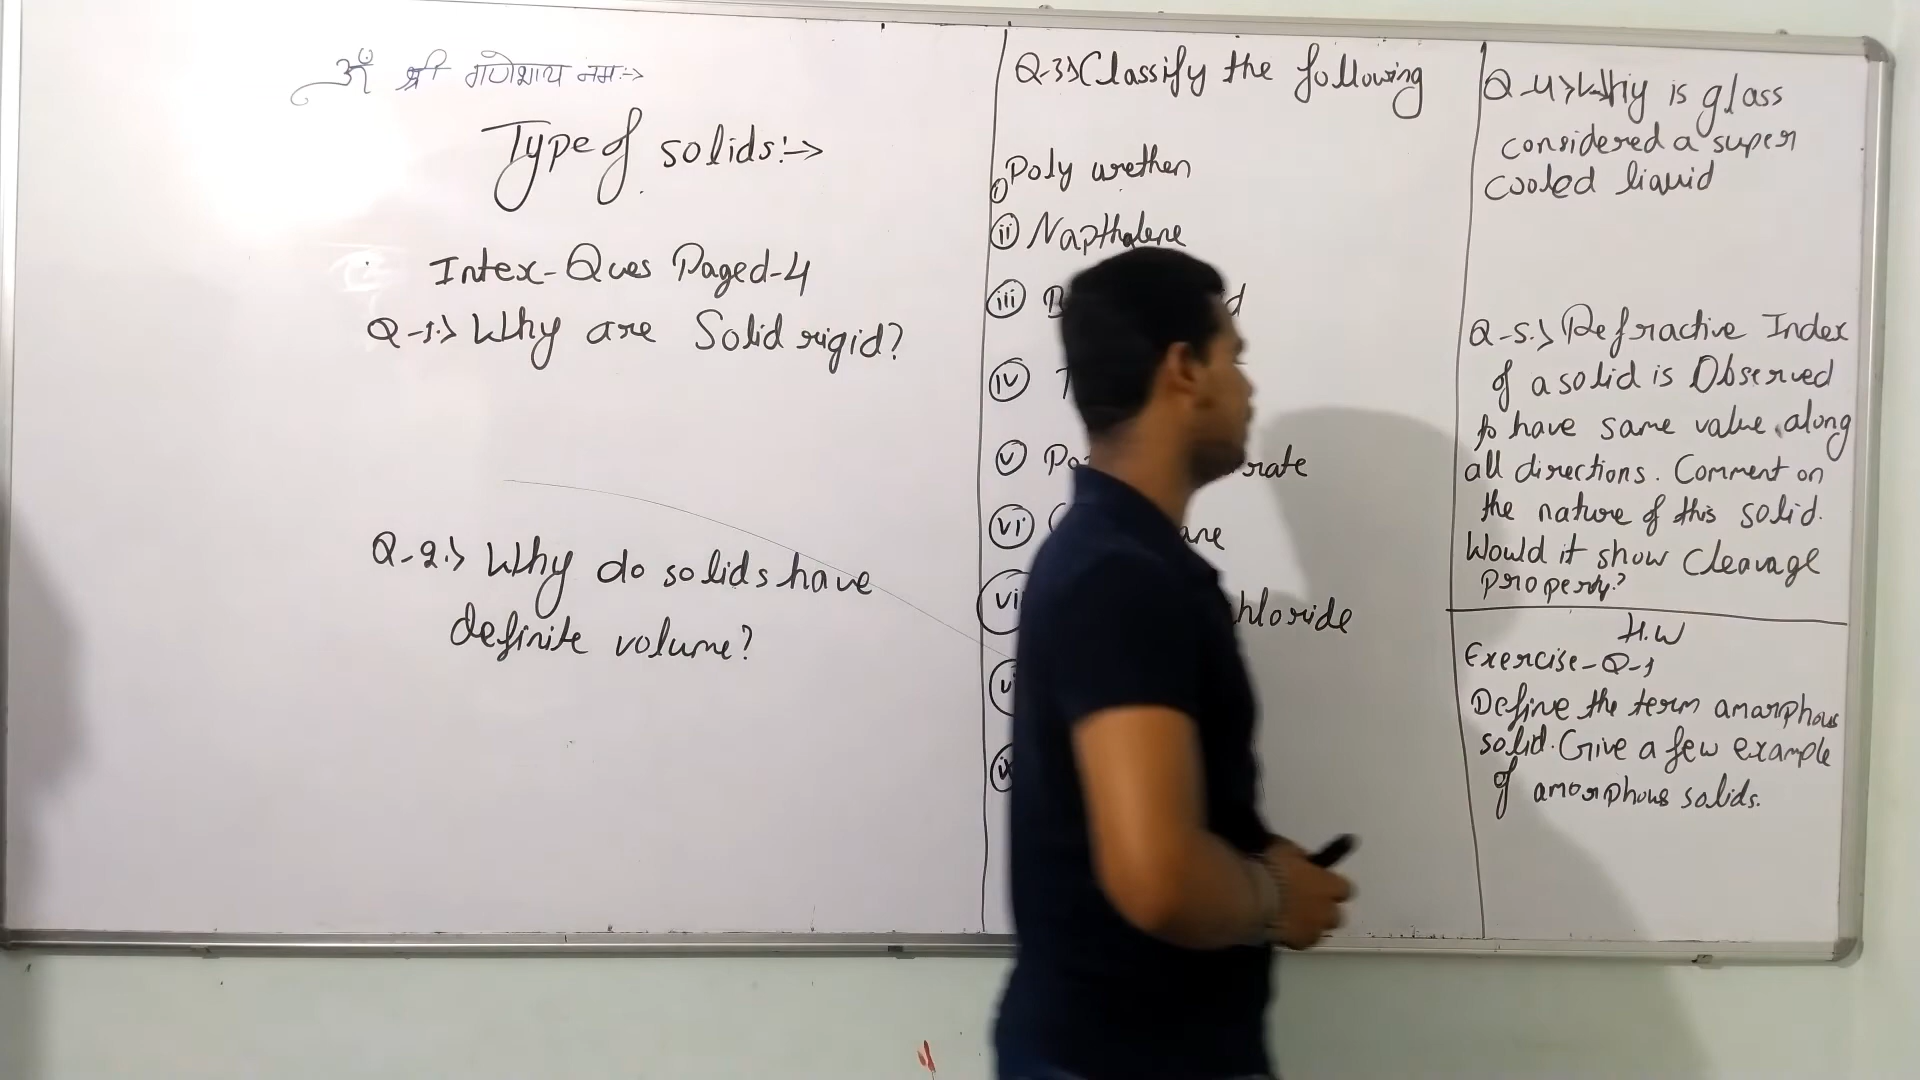 ॐ श्री गणेशाय नमः→
Type of solids:→
Intex-Ques Paged-4
Q-1.> Why are Solid rigid?
Q-2.> Why do solids have
definite volume?
Q-3> Classify the following
i Poly urethen
ii Napthalene
iii
iv
v
vi
chloride
Q-4> Why is glass
considered a super
cooled liquid
Q-5.> Refractive Index
of a solid is Observed
to have same value along
all directions. Comment on
the nature of this solid.
Would it show Cleavage
property?
H.W
Exercise-Q-1
Define the term amarphous
solid. Give a few example
of amorphous solids.